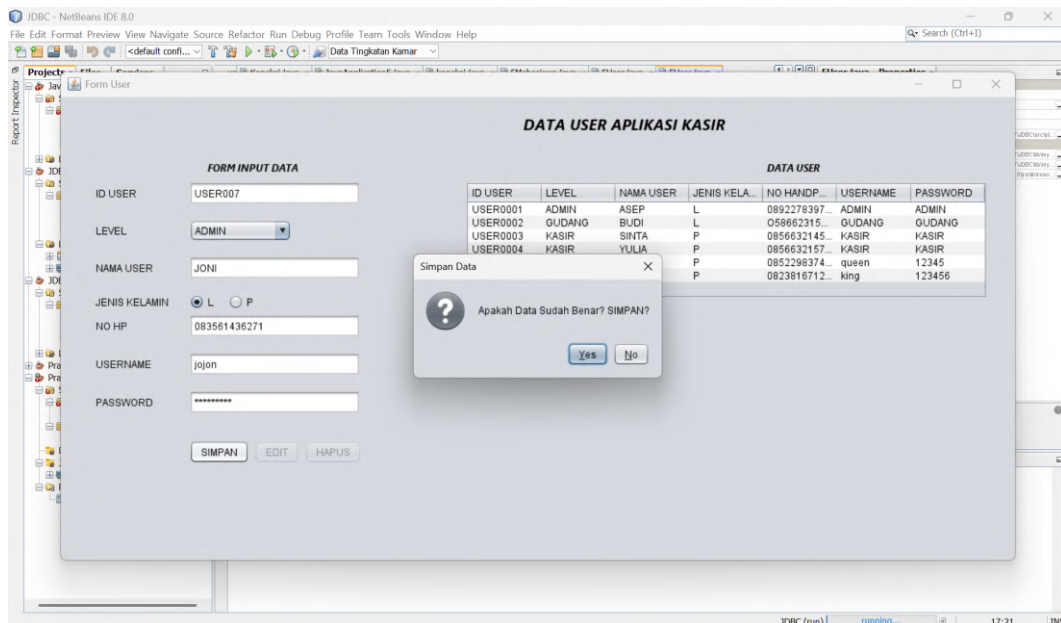 JDBC - NetBeans IDE 8.0
File Edit Format Preview View Navigate Source Refactor Run Debug Profile Team Tools Window Help
Search (Ctrl+I)
<default confi...
Data Tingkatan Kamar
Projects
Report Inspector
Form User
DATA USER APLIKASI KASIR
FORM INPUT DATA
DATA USER
ID USER USER007
LEVEL ADMIN
NAMA USER JONI
JENIS KELAMIN L P
NO HP 083561436271
USERNAME jojon
PASSWORD *********
SIMPAN EDIT HAPUS
ID USER LEVEL NAMA USER JENIS KELA... NO HANDP... USERNAME PASSWORD
USER0001 ADMIN ASEP L 0892278397... ADMIN ADMIN
USER0002 GUDANG BUDI L O58662315... GUDANG GUDANG
USER0003 KASIR SINTA P 0856632145... KASIR KASIR
USER0004 KASIR YULIA P 0856632157... KASIR KASIR
P 0852298374... queen 12345
P 0823816712... king 123456
Simpan Data
Apakah Data Sudah Benar? SIMPAN?
Yes No
JDBC (run) running... 17:21 IN